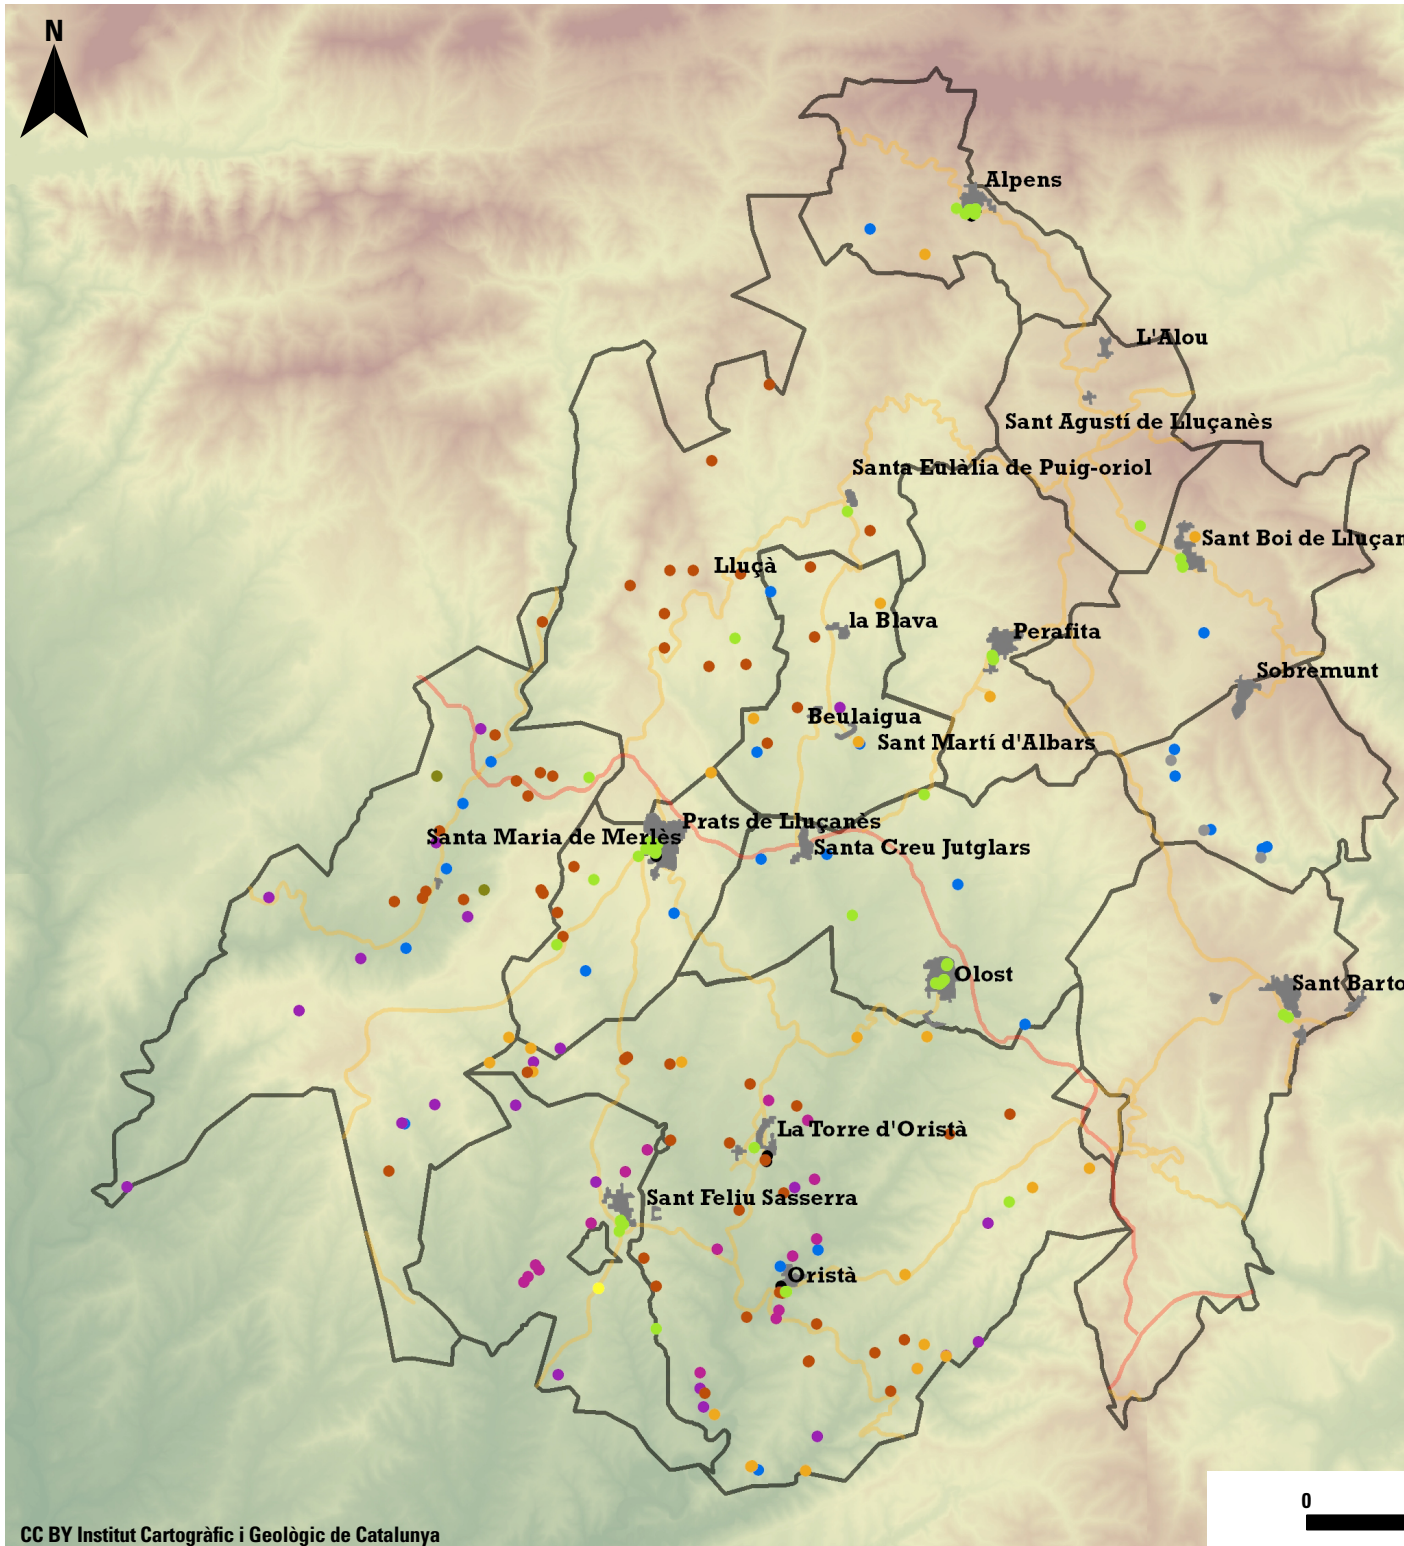 N
Alpens
L'Alou
Sant Agustí de Lluçanès
Santa Eulàlia de Puig-oriol
Sant Boi de Lluçan
Lluçà
la Blava
Perafita
Sobremunt
Beulaigua
Sant Martí d'Albars
Prats de Lluçanès
Santa Maria de Merlès
Santa Creu Jutglars
Olost
Sant Barto
La Torre d'Oristà
Sant Feliu Sasserra
Oristà
0
CC BY Institut Cartogràfic i Geològic de Catalunya